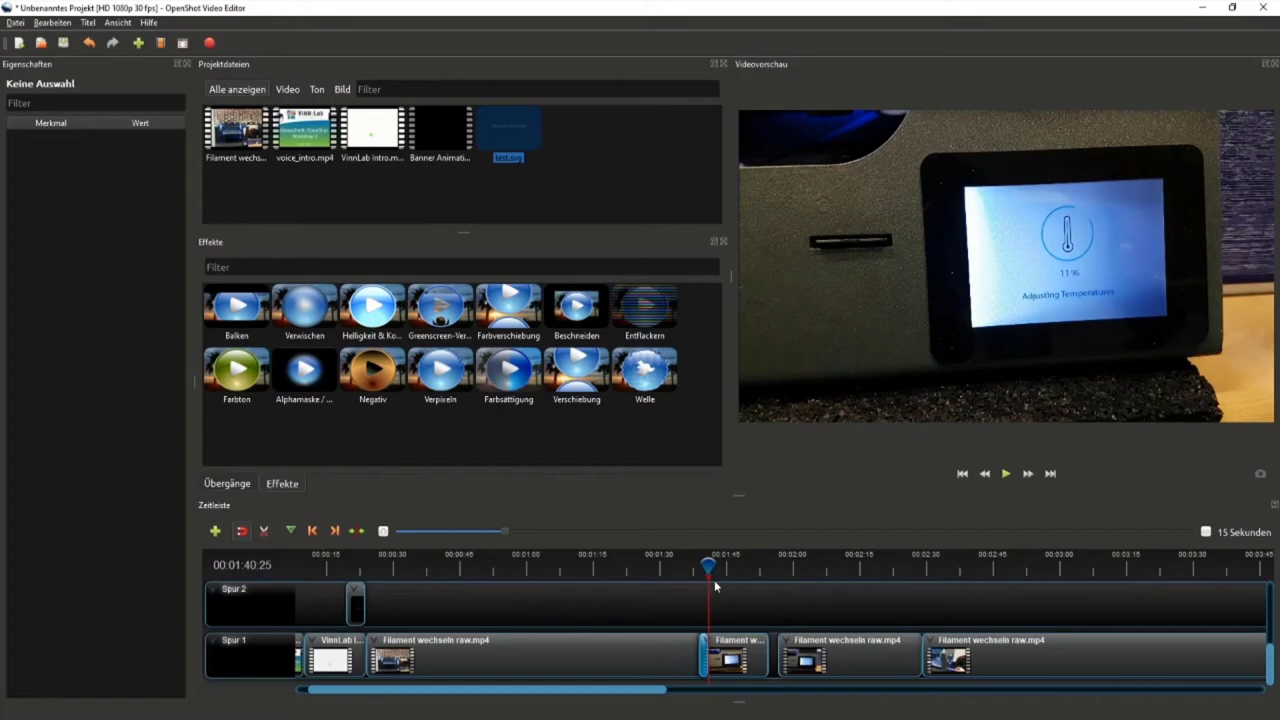 * Unbenanntes Projekt [HD 1080p 30 fps] - OpenShot Video Editor
Datei Bearbeiten Titel Ansicht Hilfe
Eigenschaften
Keine Auswahl
Filter
Merkmal Wert
Projektdateien
Alle anzeigen Video Ton Bild Filter
Filament wechs... voice_intro.mp4 VinnLab Intro.m... Banner Animati... test.svg
Effekte
Filter
Balken Verwischen Helligkeit & Ko... Greenscreen-Ver... Farbverschiebung Beschneiden Entflackern
Farbton Alphamaske / ... Negativ Verpixeln Farbsättigung Verschiebung Welle
Übergänge Effekte
Videovorschau
11 %
Adjusting Temperatures
Zeitleiste
15 Sekunden
00:01:40:25
00:00:15 00:00:30 00:00:45 00:01:00 00:01:15 00:01:30 00:01:45 00:02:00 00:02:15 00:02:30 00:02:45 00:03:00 00:03:15 00:03:30 00:03:45
Spur 2
Spur 1
VinnLab I... Filament wechseln raw.mp4 Filament w... Filament wechseln raw.mp4 Filament wechseln raw.mp4